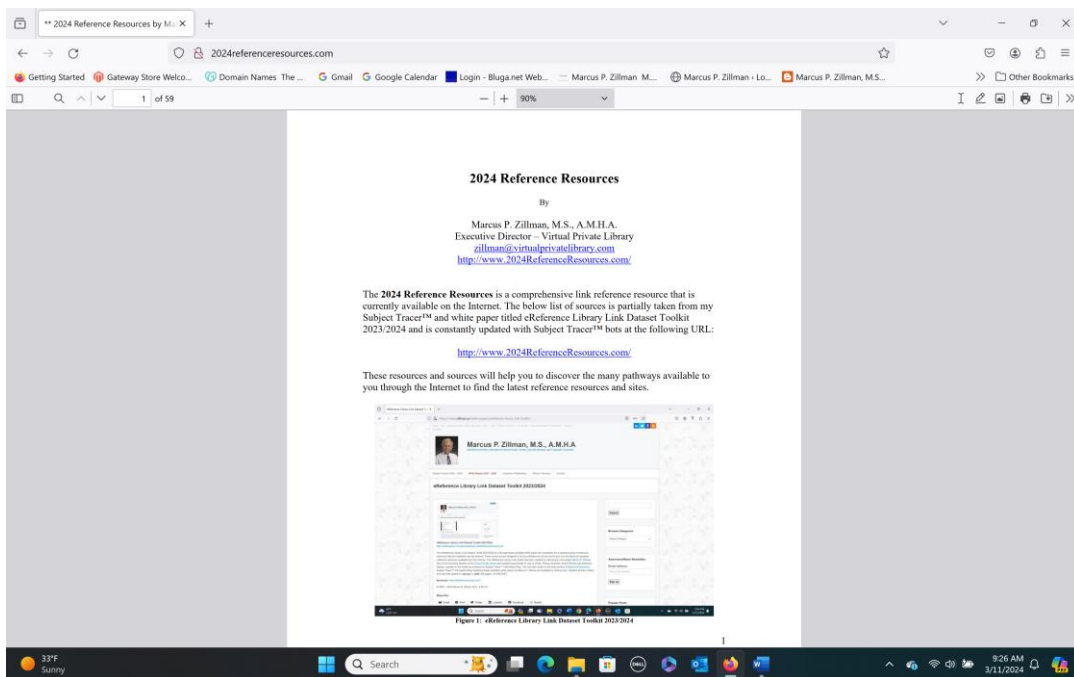 ** 2024 Reference Resources by Ma
2024referenceresources.com
Getting Started Gateway Store Welco... Domain Names The ... Gmail Google Calendar Login - Bluga.net Web... Marcus P. Zillman M... Marcus P. Zillman › Lo... Marcus P. Zillman, M.S... Other Bookmarks
1 of 59 90%
2024 Reference Resources
By
Marcus P. Zillman, M.S., A.M.H.A.
Executive Director – Virtual Private Library
zillman@virtualprivatelibrary.com
http://www.2024ReferenceResources.com/
The 2024 Reference Resources is a comprehensive link reference resource that is
currently available on the Internet. The below list of sources is partially taken from my
Subject Tracer™ and white paper titled eReference Library Link Dataset Toolkit
2023/2024 and is constantly updated with Subject Tracer™ bots at the following URL:
http://www.2024ReferenceResources.com/
These resources and sources will help you to discover the many pathways available to
you through the Internet to find the latest reference resources and sites.
Marcus P. Zillman, M.S., A.M.H.A
eReference Library Link Dataset Toolkit 2023/2024
Figure 1: eReference Library Link Dataset Toolkit 2023/2024
1
33°F
Sunny
Search
DELL
9:26 AM
3/11/2024